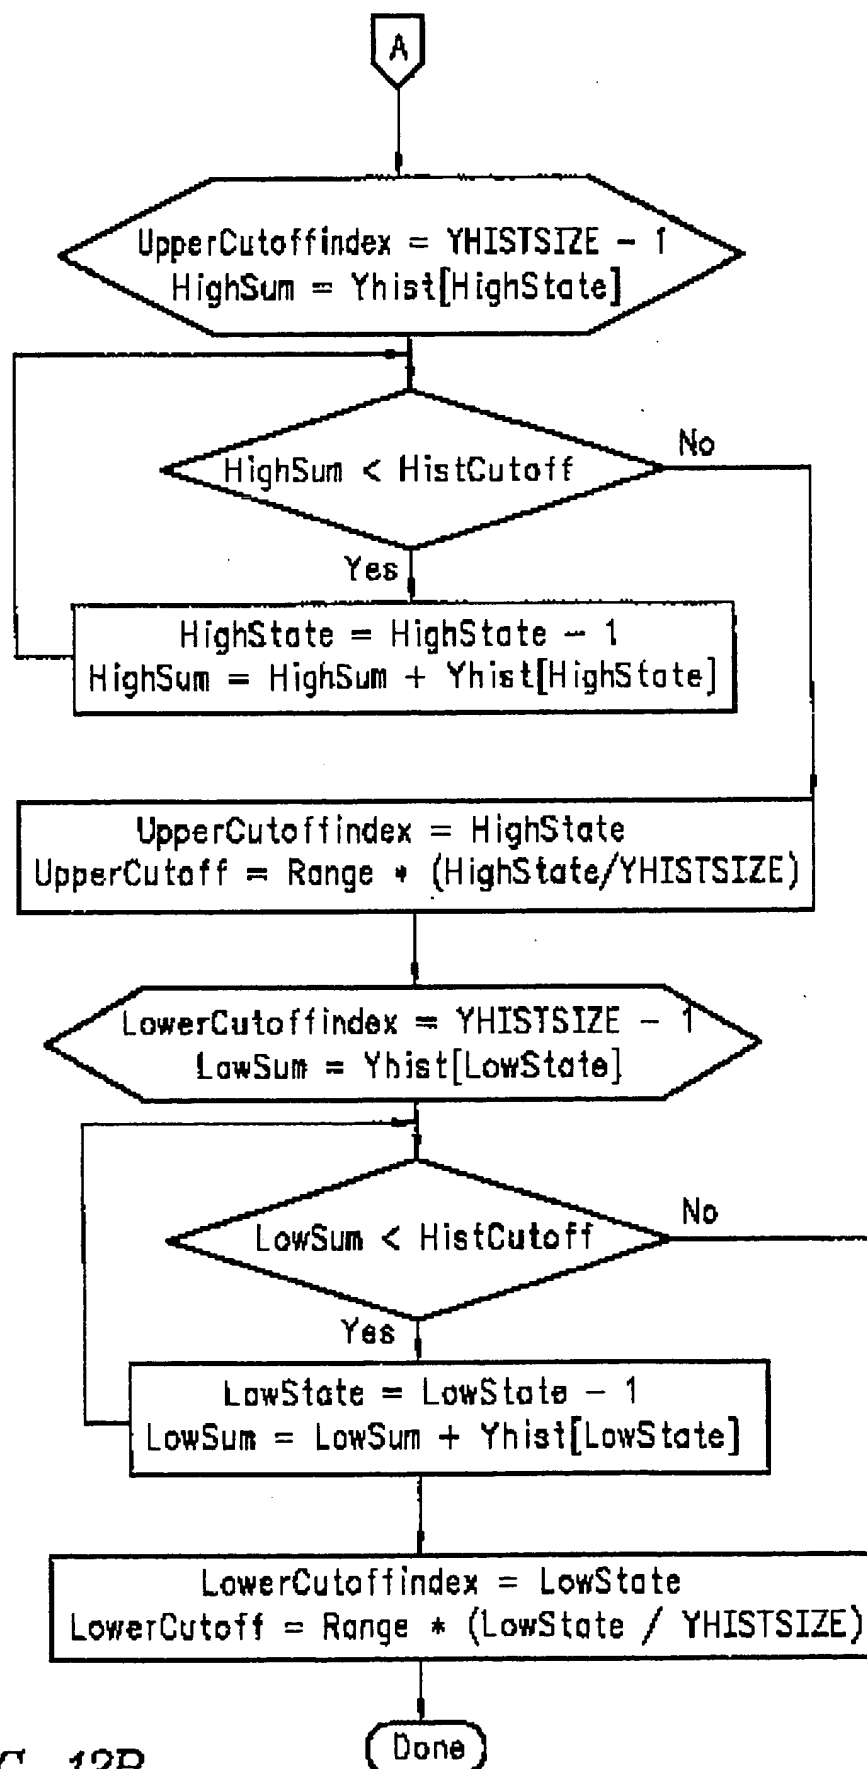 A
UpperCutoffindex = YHISTSIZE - 1
HighSum = Yhist[HighState]
HighSum < HistCutoff
No
Yes
HighState = HighState - 1
HighSum = HighSum + Yhist[HighState]
UpperCutoffindex = HighState
UpperCutoff = Range * (HighState/YHISTSIZE)
LowerCutoffindex = YHISTSIZE - 1
LowSum = Yhist[LowState]
LowSum < HistCutoff
No
Yes
LowState = LowState - 1
LowSum = LowSum + Yhist[LowState]
LowerCutoffindex = LowState
LowerCutoff = Range * (LowState / YHISTSIZE)
Done